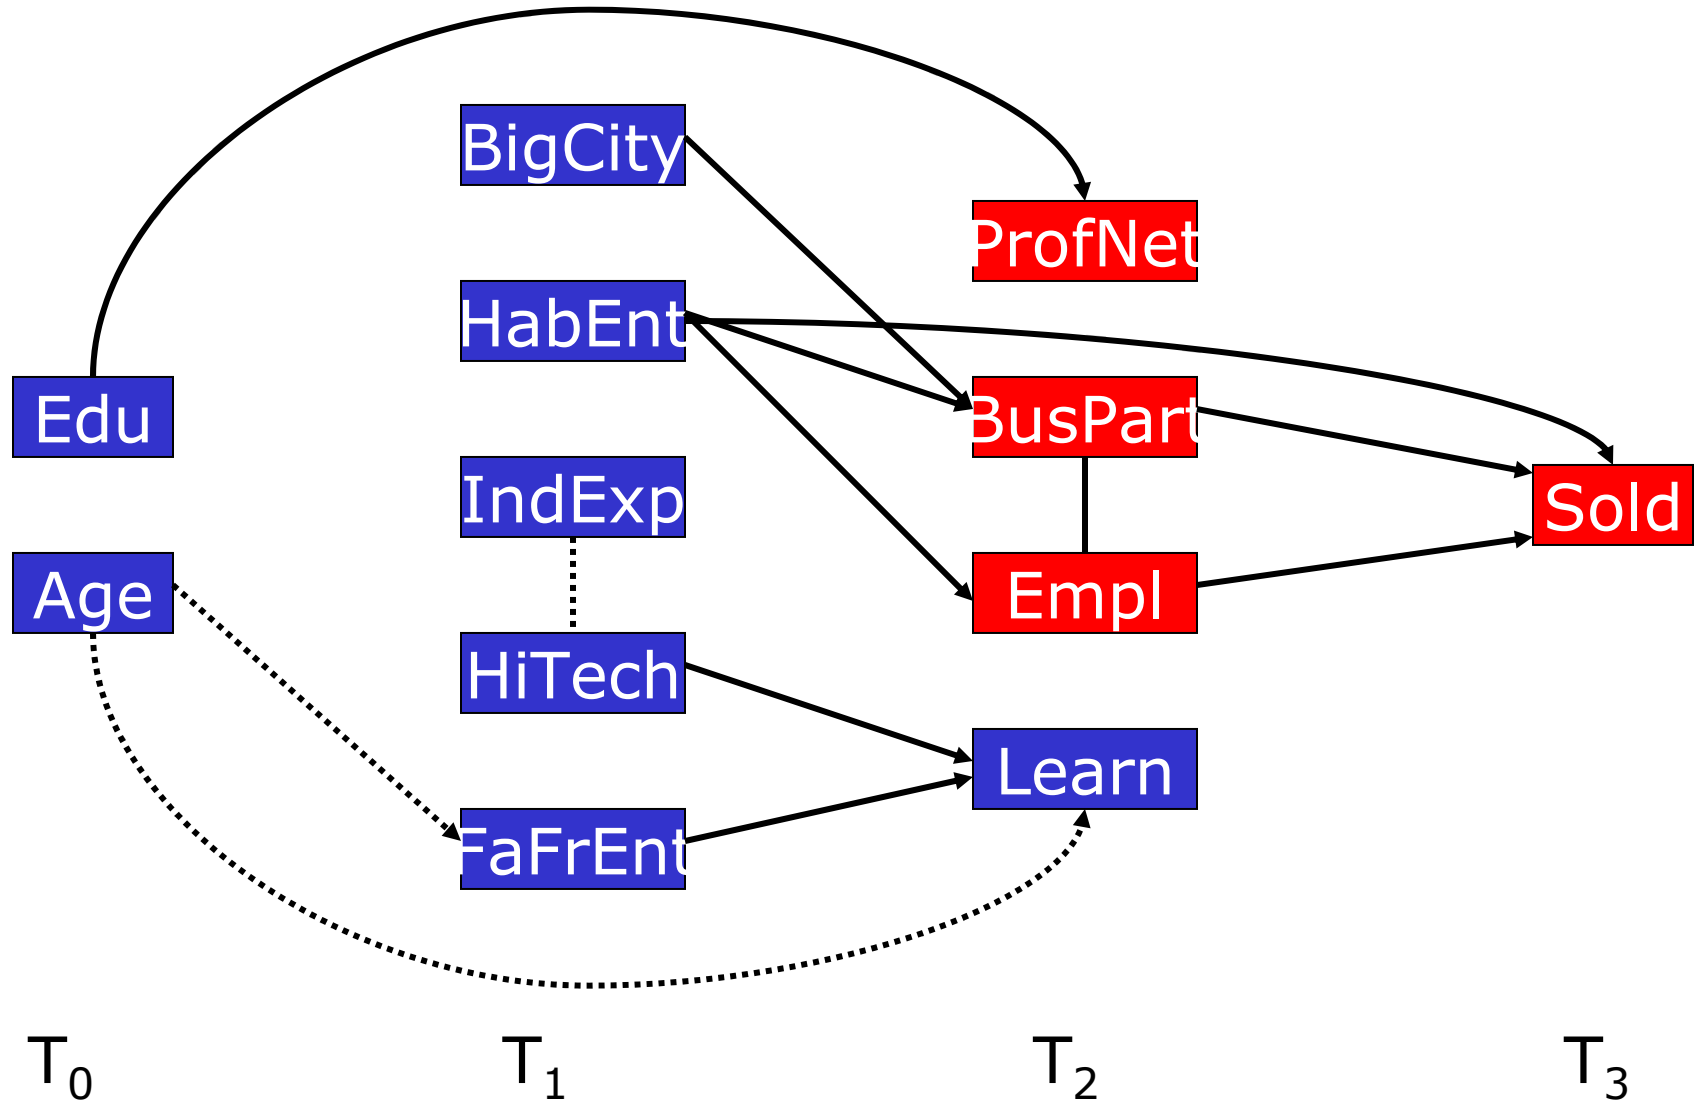 BigCity
ProfNet
HabEnt
Edu
BusPart
IndExp
Sold
Age
Empl
HiTech
Learn
FaFrEnt
T0
T1
T2
T3